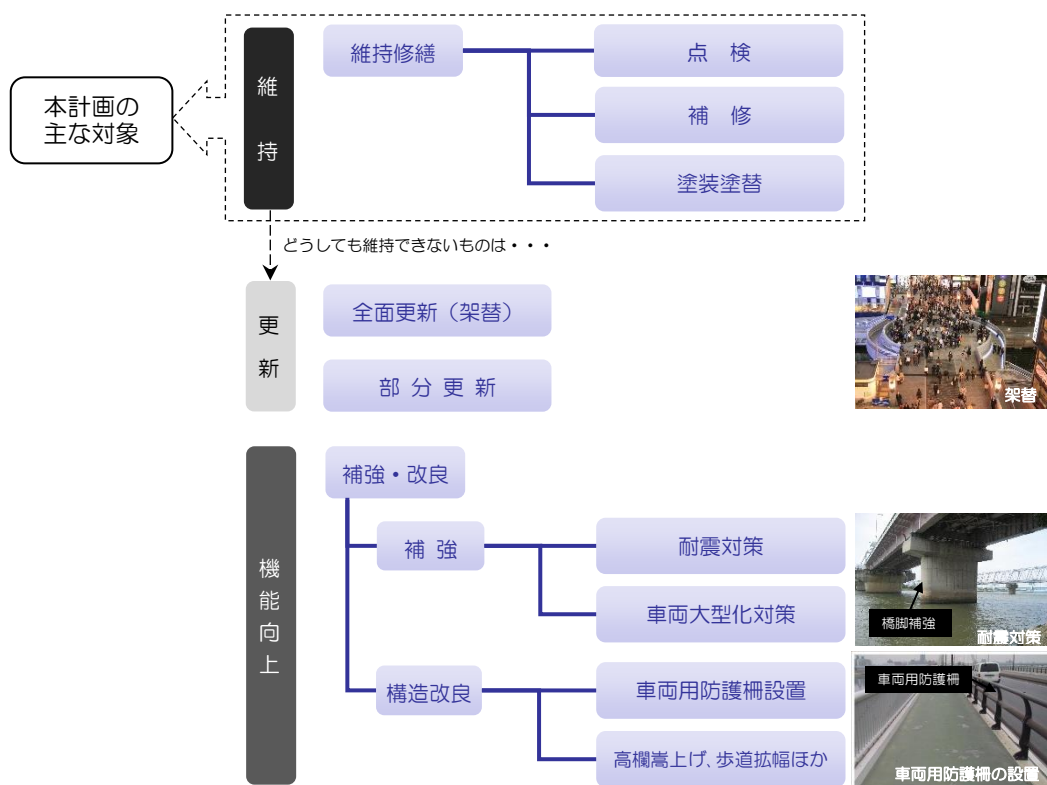 本計画の
主な対象
維持
維持修繕
点 検
補 修
塗装塗替
どうしても維持できないものは・・・
更新
全面更新（架替）
部 分 更 新
架替
機能向上
補強・改良
補 強
耐震対策
車両大型化対策
橋脚補強
耐震対策
構造改良
車両用防護柵設置
高欄嵩上げ、歩道拡幅ほか
車両用防護柵
車両用防護柵の設置